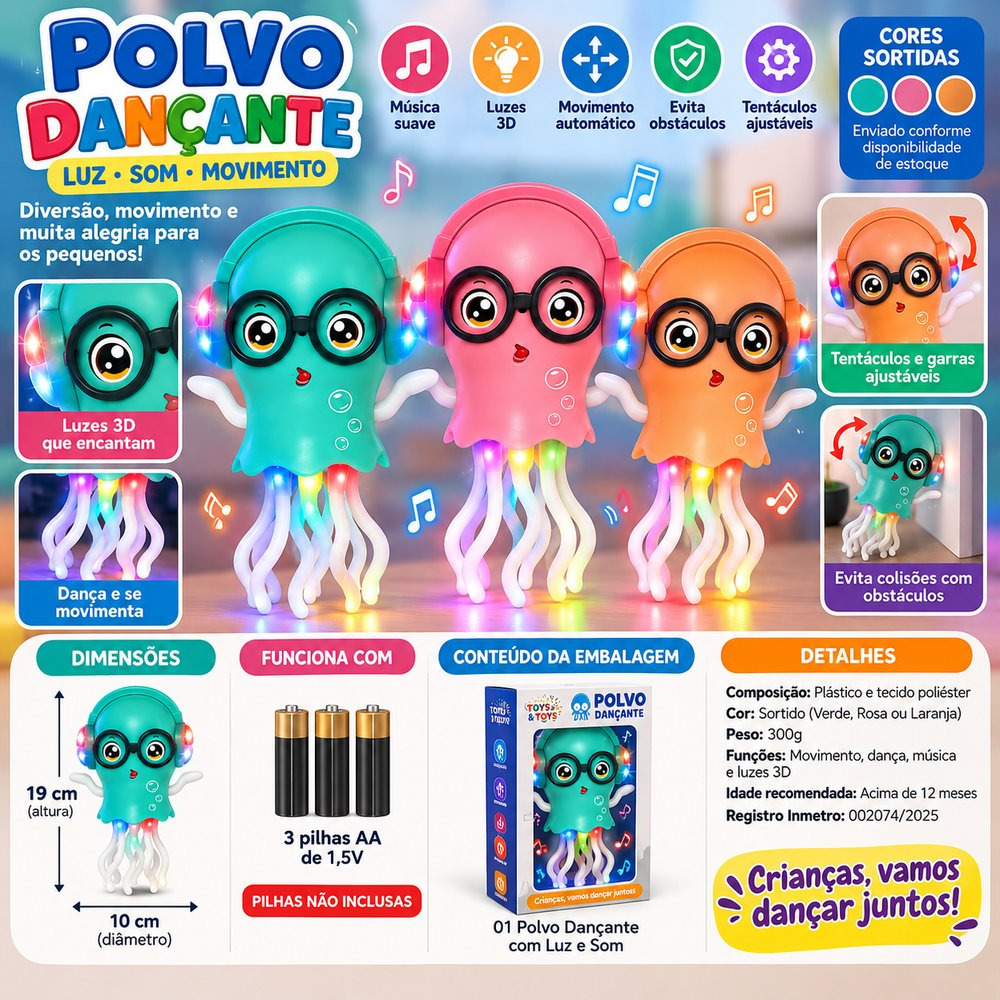 POLVO
DANÇANTE
LUZ • SOM • MOVIMENTO
Diversão, movimento e
muita alegria para
os pequenos!
Música
suave
Luzes
3D
Movimento
automático
Evita
obstáculos
Tentáculos
ajustáveis
CORES
SORTIDAS
Enviado conforme
disponibilidade
de estoque
Luzes 3D
que encantam
Dança e se
movimenta
Tentáculos e garras
ajustáveis
Evita colisões com
obstáculos
DIMENSÕES
19 cm
(altura)
10 cm
(diâmetro)
FUNCIONA COM
3 pilhas AA
de 1,5V
PILHAS NÃO INCLUSAS
CONTEÚDO DA EMBALAGEM
TOYS
& TOYS
POLVO
DANÇANTE
Crianças, vamos dançar juntos
01 Polvo Dançante
com Luz e Som
DETALHES
Composição: Plástico e tecido poliéster
Cor: Sortido (Verde, Rosa ou Laranja)
Peso: 300g
Funções: Movimento, dança, música
e luzes 3D
Idade recomendada: Acima de 12 meses
Registro Inmetro: 002074/2025
Crianças, vamos
dançar juntos!